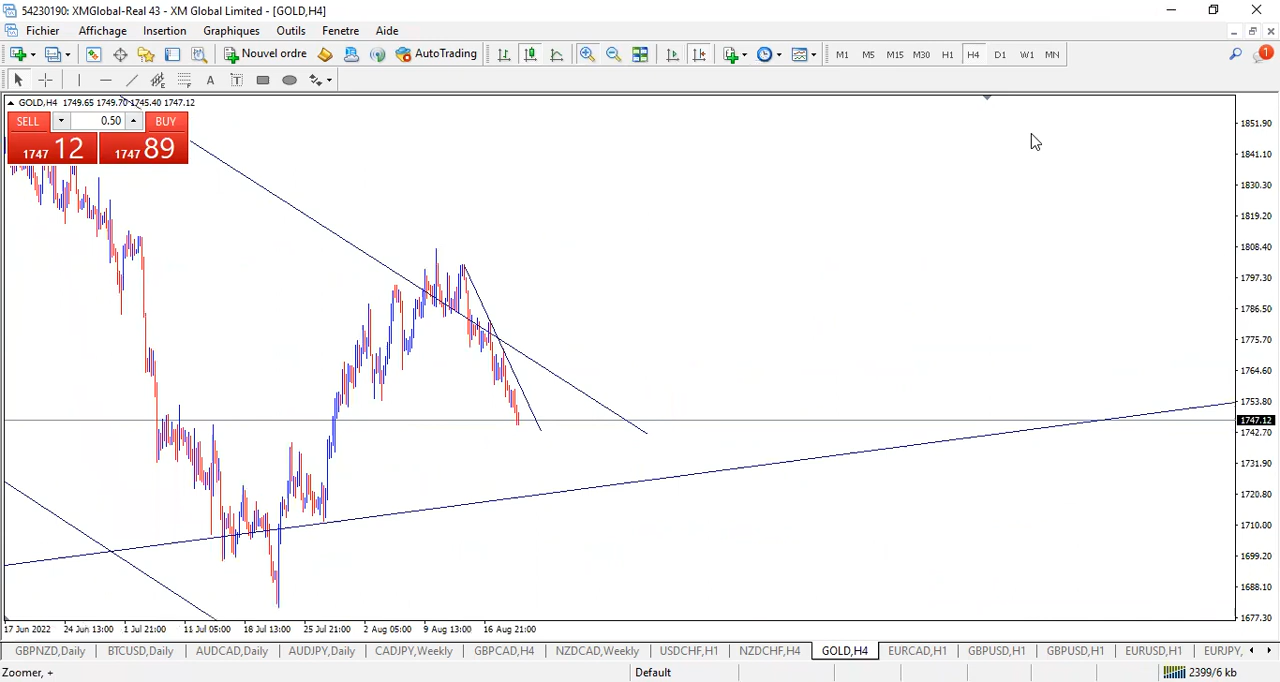 54230190: XMGlobal-Real 43 - XM Global Limited - [GOLD,H4]
Fichier Affichage Insertion Graphiques Outils Fenetre Aide
Nouvel ordre AutoTrading M1 M5 M15 M30 H1 H4 D1 W1 MN 1
A T
GOLD,H4 1749.65 1749.70 1745.40 1747.12
SELL 0.50 BUY
1747 12 1747 89
1851.90
1841.10
1830.30
1819.20
1808.40
1797.30
1786.50
1775.70
1764.60
1753.80
1747.12
1742.70
1731.90
1720.80
1710.00
1699.20
1688.10
1677.30
17 Jun 2022 24 Jun 13:00 1 Jul 21:00 11 Jul 05:00 18 Jul 13:00 25 Jul 21:00 2 Aug 05:00 9 Aug 13:00 16 Aug 21:00
GBPNZD,Daily BTCUSD,Daily AUDCAD,Daily AUDJPY,Daily CADJPY,Weekly GBPCAD,H4 NZDCAD,Weekly USDCHF,H1 NZDCHF,H4 GOLD,H4 EURCAD,H1 GBPUSD,H1 GBPUSD,H1 EURUSD,H1 EURJPY,
Zoomer, + Default 2399/6 kb